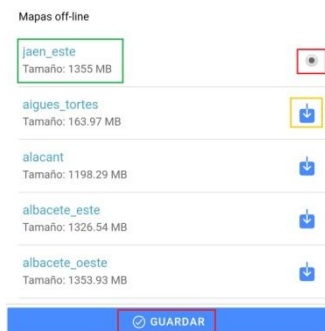 Mapas off-line
jaen_este
Tamaño: 1355 MB
aigues_tortes
Tamaño: 163.97 MB
alacant
Tamaño: 1198.29 MB
albacete_este
Tamaño: 1326.54 MB
albacete_oeste
Tamaño: 1353.93 MB
GUARDAR